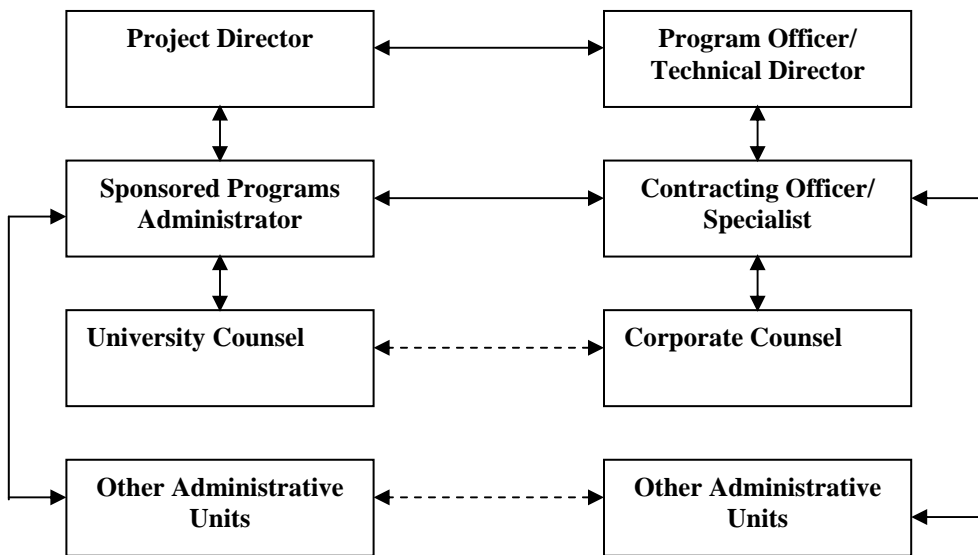 Project Director
Program Officer/
Technical Director
Sponsored Programs
Administrator
Contracting Officer/
Specialist
University Counsel
Corporate Counsel
Other Administrative
Units
Other Administrative
Units